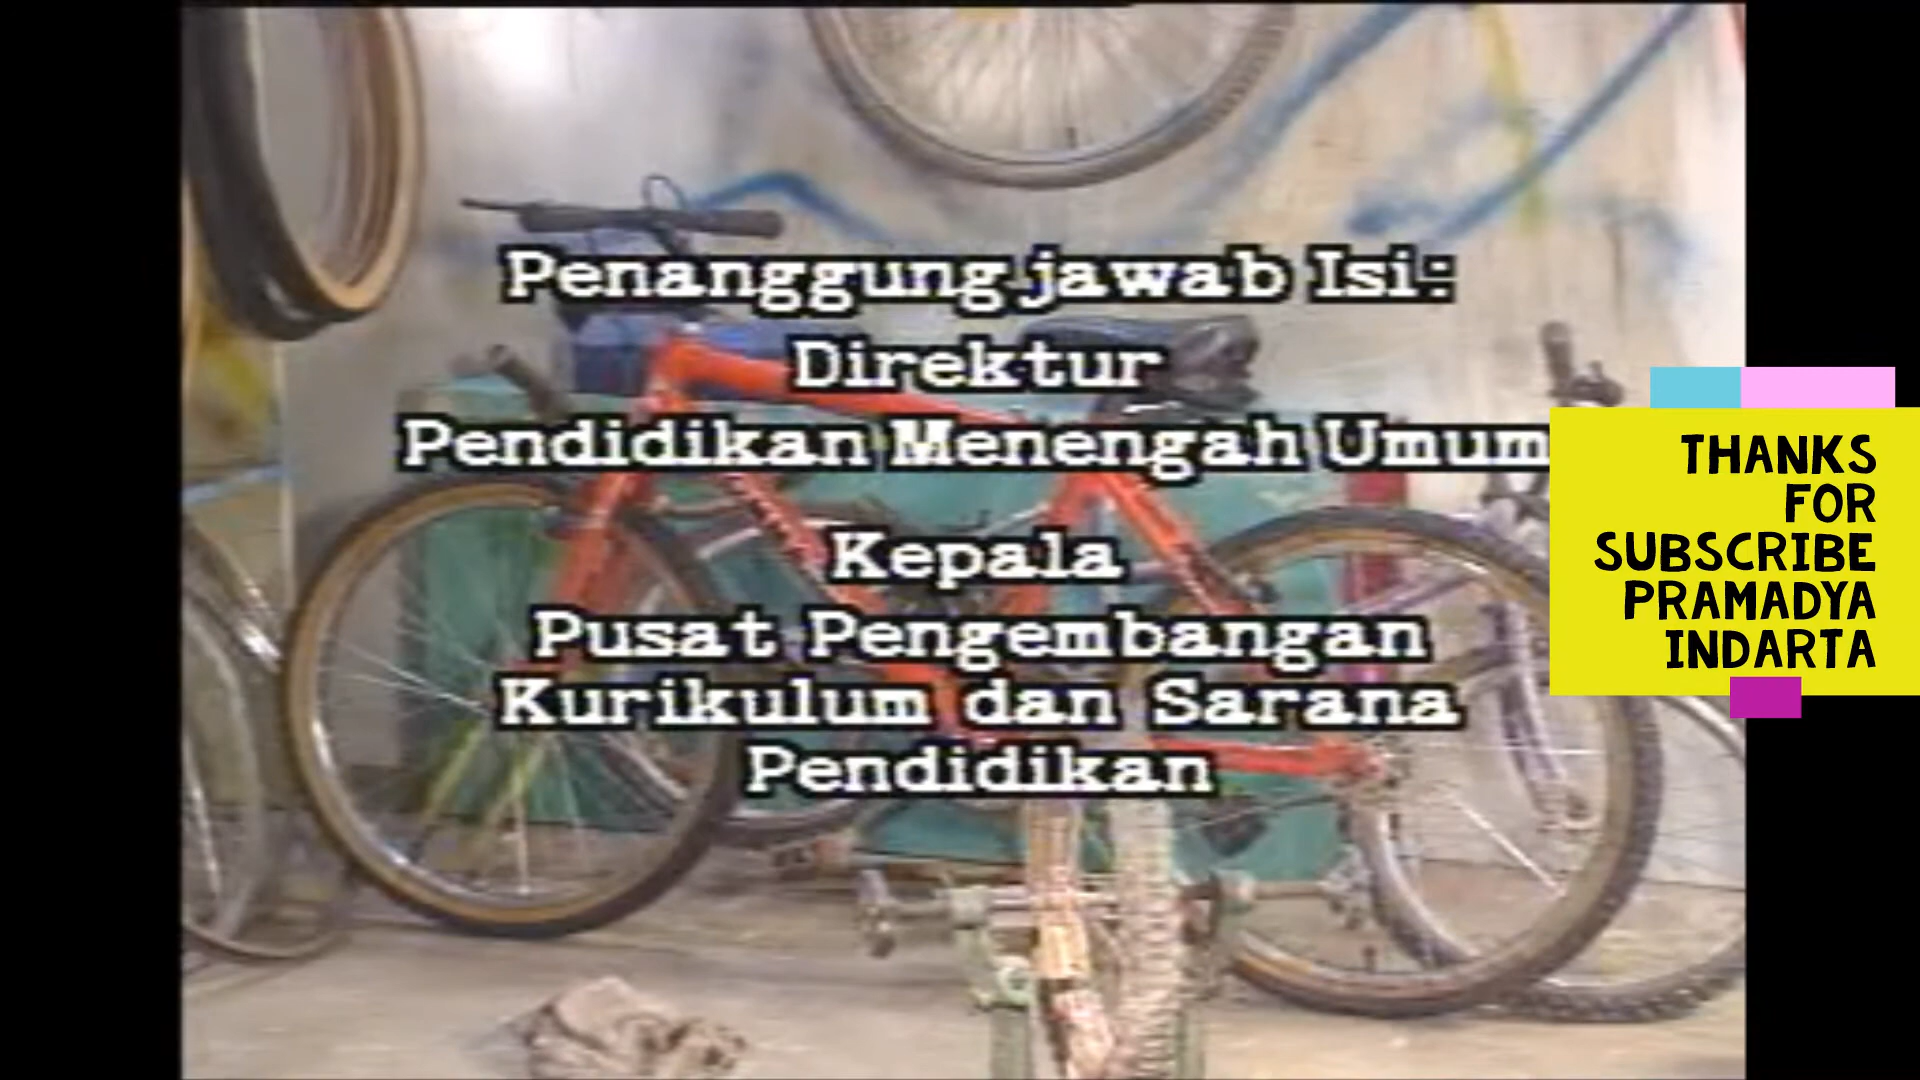 Penanggung jawab Isi:
Direktur
Pendidikan Menengah Umum
Kepala
Pusat Pengembangan
Kurikulum dan Sarana
Pendidikan
THANKS
FOR
SUBSCRIBE
PRAMADYA
INDARTA